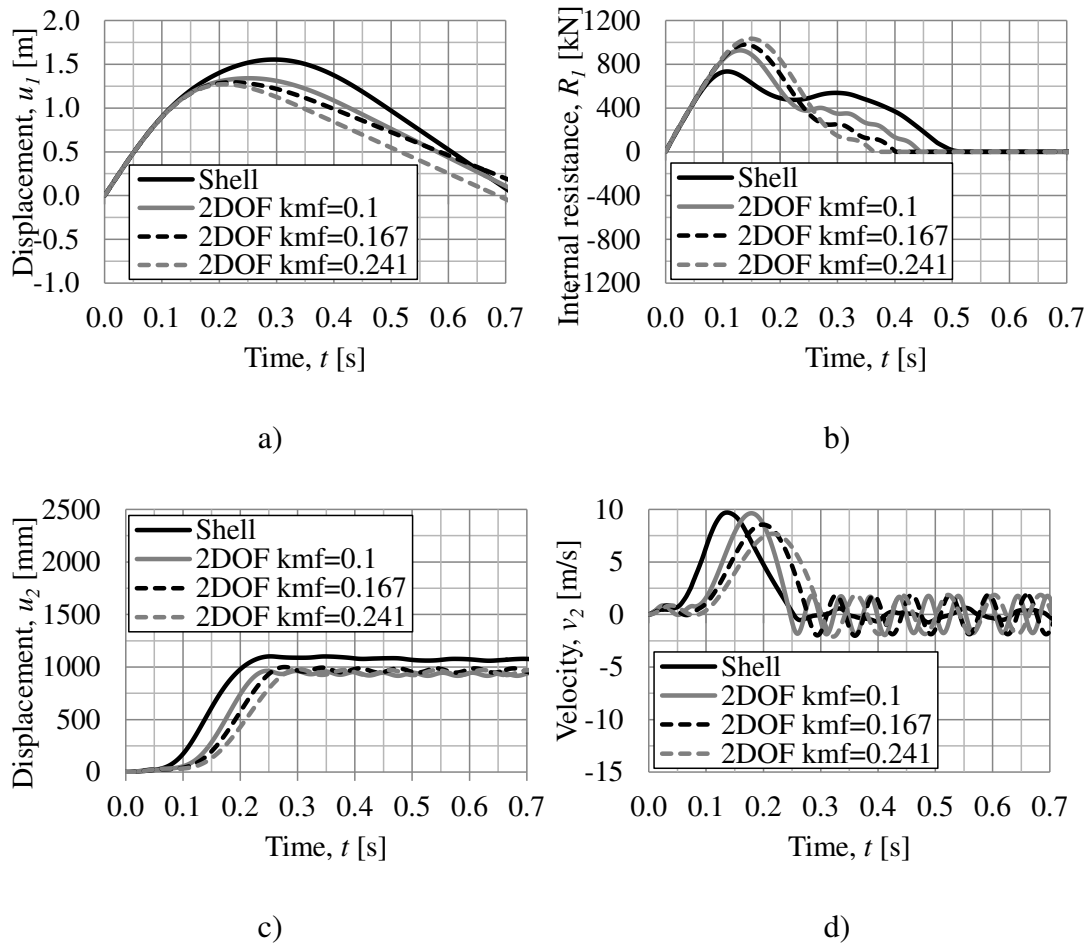 Displacement, u1 [m]
2.0
1.5
1.0
0.5
0.0
-0.5
-1.0
Shell
2DOF kmf=0.1
2DOF kmf=0.167
2DOF kmf=0.241
0.0 0.1 0.2 0.3 0.4 0.5 0.6 0.7
Time, t [s]
a)
Internal resistance, R1 [kN]
1200
800
400
0
-400
-800
-1200
Shell
2DOF kmf=0.1
2DOF kmf=0.167
2DOF kmf=0.241
0.0 0.1 0.2 0.3 0.4 0.5 0.6 0.7
Time, t [s]
b)
Displacement, u2 [mm]
2500
2000
1500
1000
500
0
Shell
2DOF kmf=0.1
2DOF kmf=0.167
2DOF kmf=0.241
0.0 0.1 0.2 0.3 0.4 0.5 0.6 0.7
Time, t [s]
c)
Velocity, v2 [m/s]
10
5
0
-5
-10
-15
Shell
2DOF kmf=0.1
2DOF kmf=0.167
2DOF kmf=0.241
0.0 0.1 0.2 0.3 0.4 0.5 0.6 0.7
Time, t [s]
d)